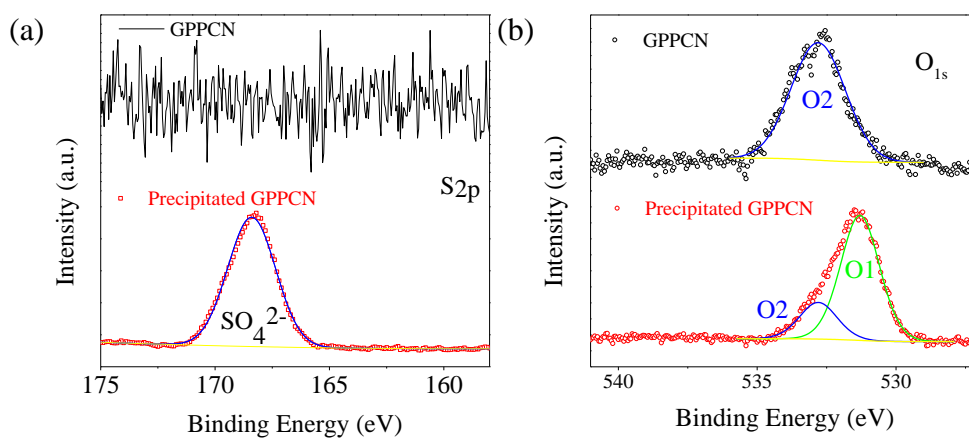 (a)
GPPCN
S2p
Precipitated GPPCN
SO₄²⁻
Intensity (a.u.)
175 170 165 160
Binding Energy (eV)
(b)
GPPCN
O₁ₛ
O2
Precipitated GPPCN
O1
O2
Intensity (a.u.)
540 535 530
Binding Energy (eV)